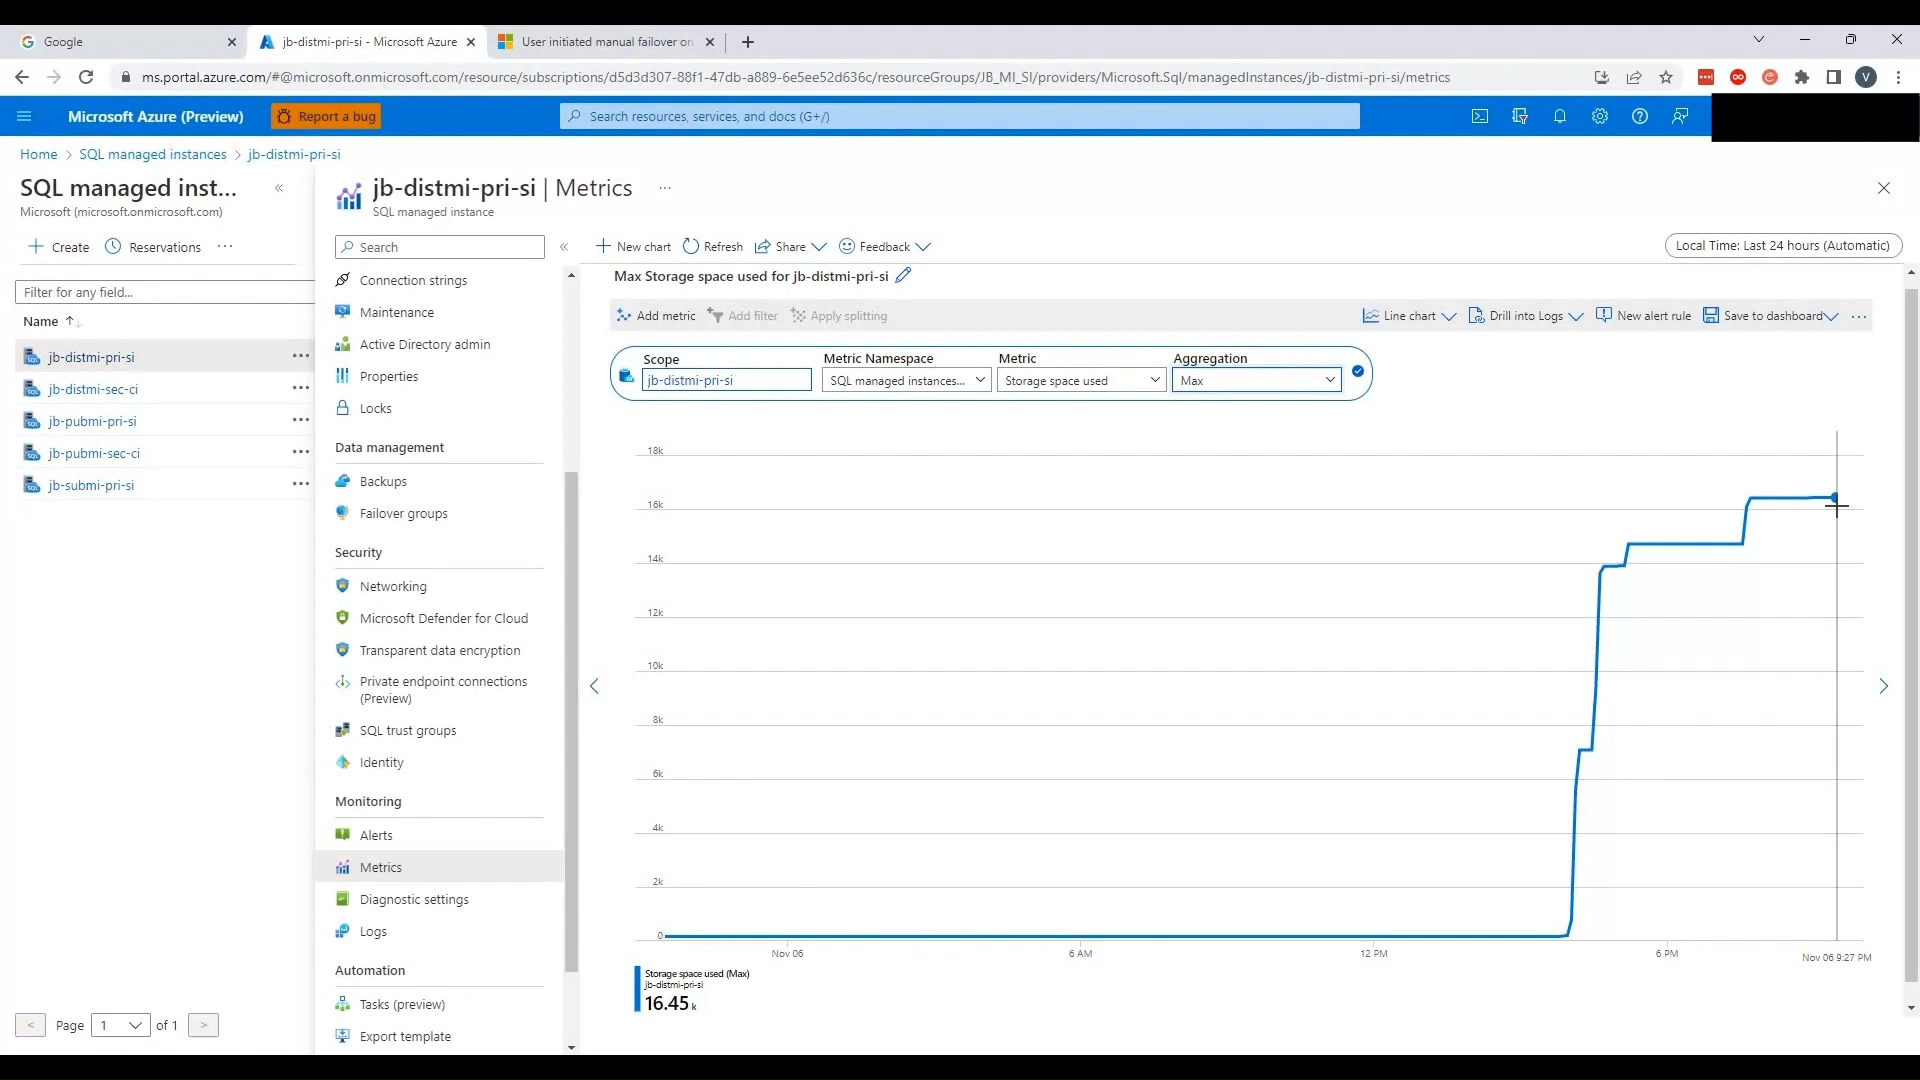 Google
jb-distmi-pri-si - Microsoft Azure
User initiated manual failover on
ms.portal.azure.com/#@microsoft.onmicrosoft.com/resource/subscriptions/d5d3d307-88f1-47db-a889-6e5ee52d636c/resourceGroups/JB_MI_SI/providers/Microsoft.Sql/managedInstances/jb-distmi-pri-si/metrics
V
Microsoft Azure (Preview)
Report a bug
Search resources, services, and docs (G+/)
Home > SQL managed instances > jb-distmi-pri-si
SQL managed inst...
Microsoft (microsoft.onmicrosoft.com)
Create
Reservations
Filter for any field...
Name
jb-distmi-pri-si
jb-distmi-sec-ci
jb-pubmi-pri-si
jb-pubmi-sec-ci
jb-submi-pri-si
< Page 1 of 1 >
jb-distmi-pri-si | Metrics
SQL managed instance
Search
Connection strings
Maintenance
Active Directory admin
Properties
Locks
Data management
Backups
Failover groups
Security
Networking
Microsoft Defender for Cloud
Transparent data encryption
Private endpoint connections
(Preview)
SQL trust groups
Identity
Monitoring
Alerts
Metrics
Diagnostic settings
Logs
Automation
Tasks (preview)
Export template
New chart
Refresh
Share
Feedback
Local Time: Last 24 hours (Automatic)
Max Storage space used for jb-distmi-pri-si
Add metric
Add filter
Apply splitting
Line chart
Drill into Logs
New alert rule
Save to dashboard
Scope
Metric Namespace
Metric
Aggregation
jb-distmi-pri-si
SQL managed instances...
Storage space used
Max
18k
16k
14k
12k
10k
8k
6k
4k
2k
0
Nov 06
6 AM
12 PM
6 PM
Nov 06 9:27 PM
Storage space used (Max)
jb-distmi-pri-si
16.45 k